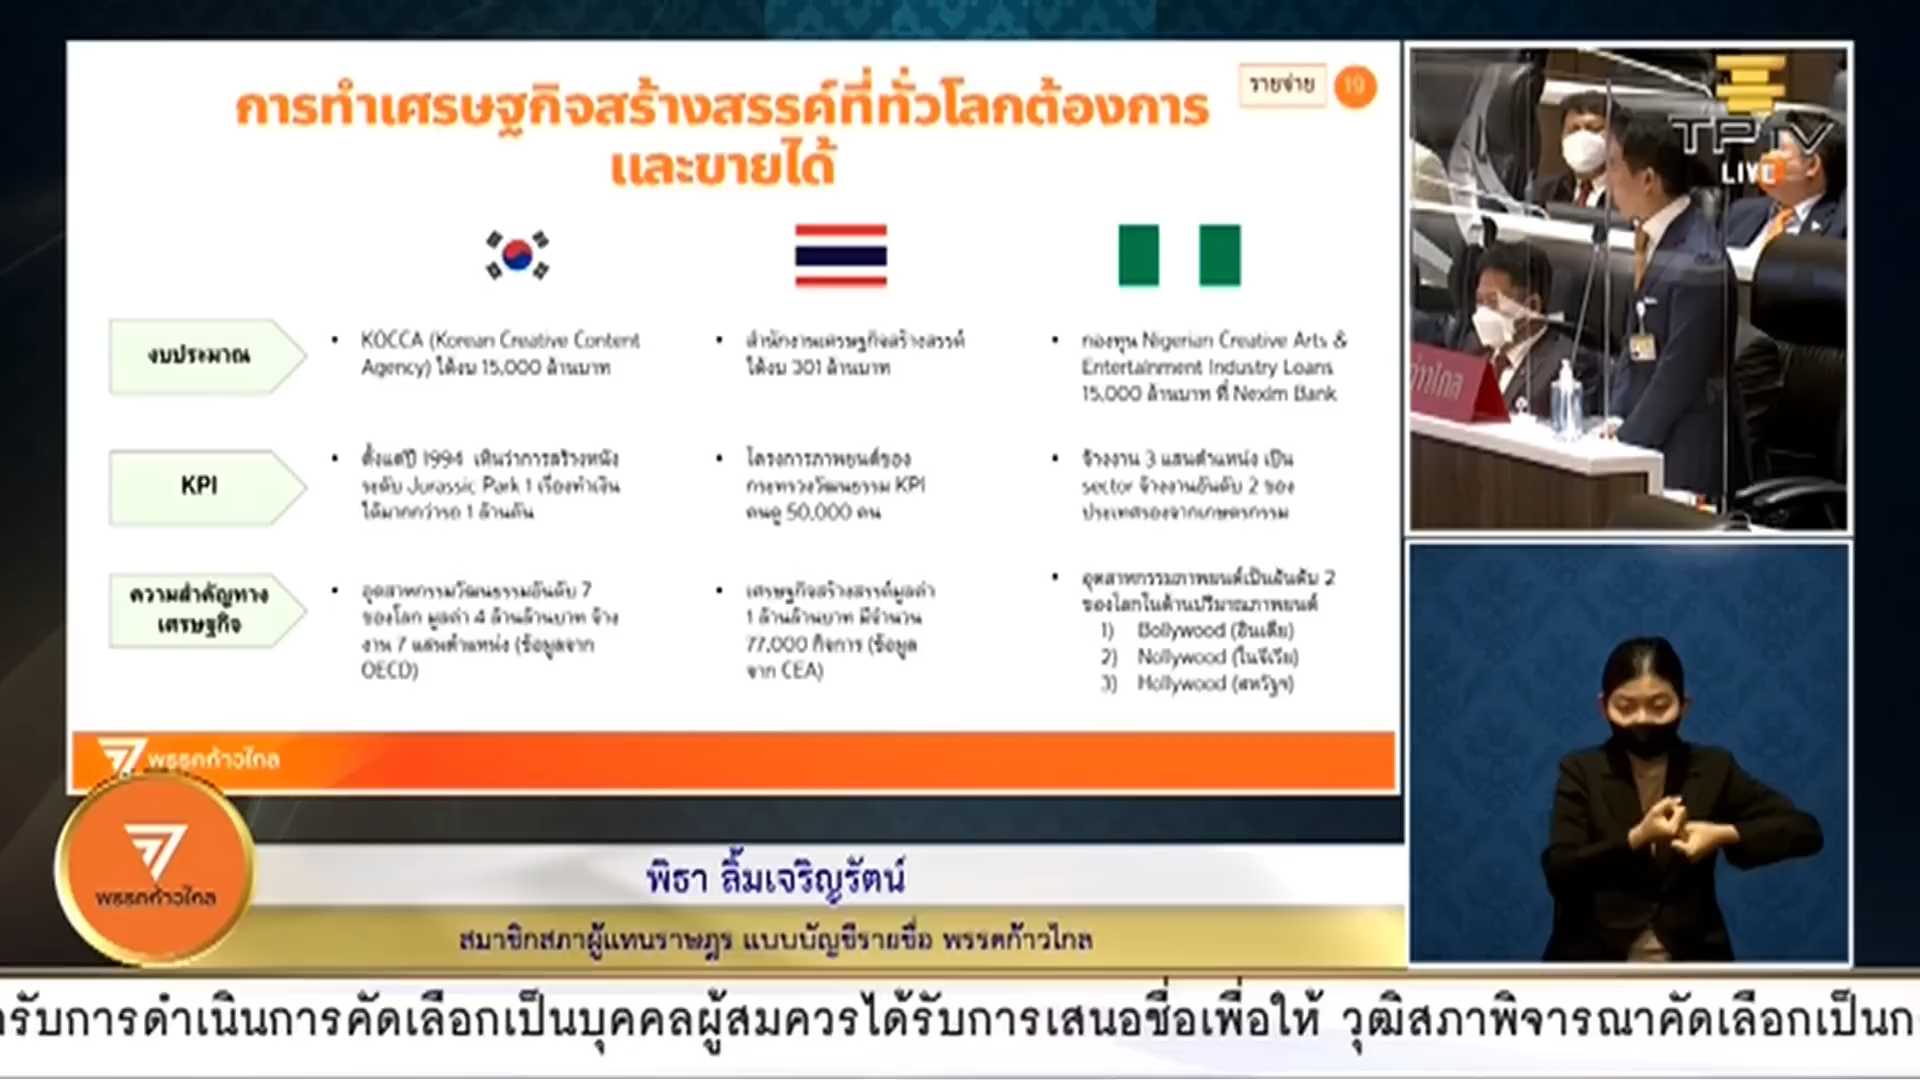 การทำเศรษฐกิจสร้างสรรค์ที่ทั่วโลกต้องการ
และขายได้
รายจ่าย 19
งบประมาณ
• KOCCA (Korean Creative Content
Agency) ได้งบ 15,000 ล้านบาท
• สำนักงานเศรษฐกิจสร้างสรรค์
ได้งบ 301 ล้านบาท
• กองทุน Nigerian Creative Arts &
Entertainment Industry Loans
15,000 ล้านบาท ที่ Nexim Bank
KPI
• ตั้งแต่ปี 1994 เห็นว่าการสร้างหนัง
ระดับ Jurassic Park 1 เรื่องทำเงิน
ได้มากกว่ารถ 1 ล้านคัน
• โครงการภาพยนต์ของ
กระทรวงวัฒนธรรม KPI
คนดู 50,000 คน
• จ้างงาน 3 แสนตำแหน่ง เป็น
sector จ้างงานอันดับ 2 ของ
ประเทศรองจากเกษตรกรรม
ความสำคัญทาง
เศรษฐกิจ
• อุตสาหกรรมวัฒนธรรมอันดับ 7
ของโลก มูลค่า 4 ล้านล้านบาท จ้าง
งาน 7 แสนตำแหน่ง (ข้อมูลจาก
OECD)
• เศรษฐกิจสร้างสรรค์มูลค่า
1 ล้านล้านบาท มีจำนวน
77,000 กิจการ (ข้อมูล
จาก CEA)
• อุตสาหกรรมภาพยนต์เป็นอันดับ 2
ของโลกในด้านปริมาณภาพยนต์
1) Bollywood (อินเดีย)
2) Nollywood (ไนจีเรีย)
3) Hollywood (สหรัฐฯ)
พรรคก้าวไกล
TPTV
LIVE
ก้าวไกล
พรรคก้าวไกล
พิธา ลิ้มเจริญรัตน์
สมาชิกสภาผู้แทนราษฎร แบบบัญชีรายชื่อ พรรคก้าวไกล
รับการดำเนินการคัดเลือกเป็นบุคคลผู้สมควรได้รับการเสนอชื่อเพื่อให้ วุฒิสภาพิจารณาคัดเลือกเป็นก